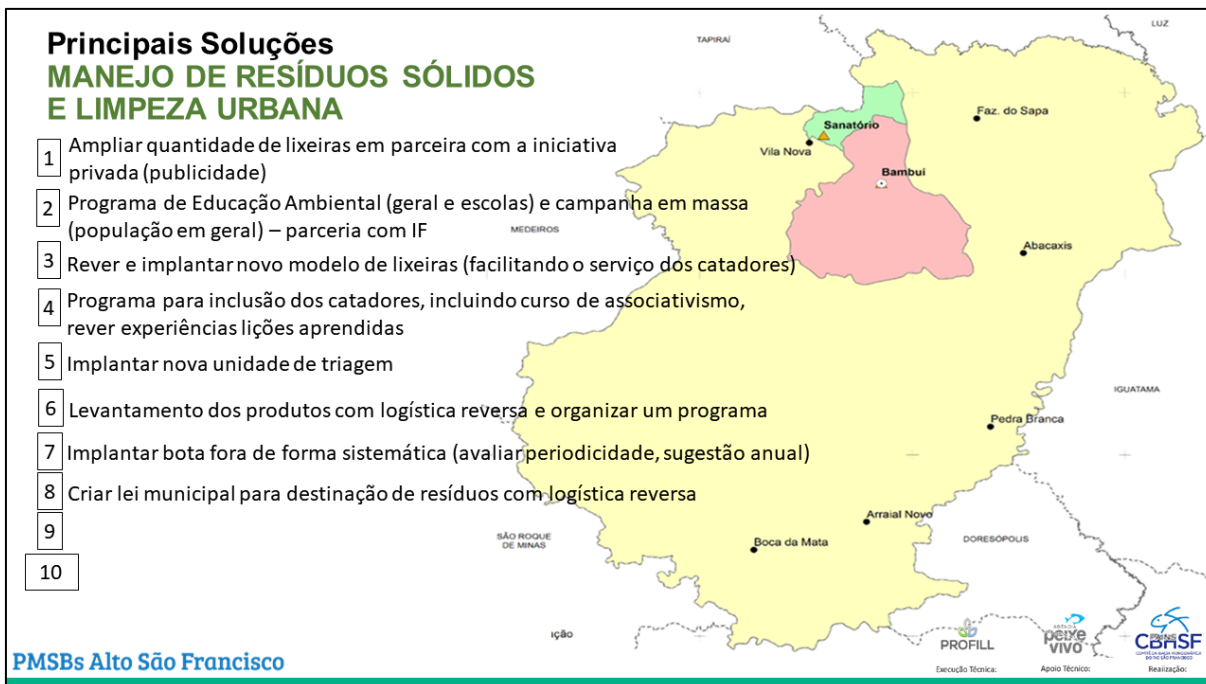 Principais Soluções
MANEJO DE RESÍDUOS SÓLIDOS
E LIMPEZA URBANA
1 Ampliar quantidade de lixeiras em parceira com a iniciativa
privada (publicidade)
2 Programa de Educação Ambiental (geral e escolas) e campanha em massa
(população em geral) – parceria com IF
3 Rever e implantar novo modelo de lixeiras (facilitando o serviço dos catadores)
4 Programa para inclusão dos catadores, incluindo curso de associativismo,
rever experiências lições aprendidas
5 Implantar nova unidade de triagem
6 Levantamento dos produtos com logística reversa e organizar um programa
7 Implantar bota fora de forma sistemática (avaliar periodicidade, sugestão anual)
8 Criar lei municipal para destinação de resíduos com logística reversa
9
10
TAPIRAÍ
LUZ
Faz. do Sapa
Sanatório
Vila Nova
Bambui
MEDEIROS
Abacaxis
IGUATAMA
Pedra Branca
Arraial Novo
SÃO ROQUE
DE MINAS
Boca da Mata
DORESÓPOLIS
ição
PMSBs Alto São Francisco
PROFILL
Execução Técnica:
peixe
vivo
Apoio Técnico:
CBHSF
Realização: